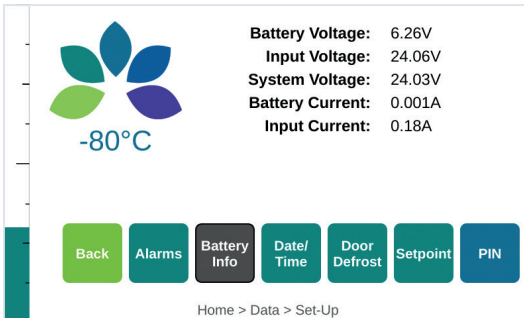 Battery Voltage: 6.26V
Input Voltage: 24.06V
System Voltage: 24.03V
Battery Current: 0.001A
Input Current: 0.18A
-80°C
Back
Alarms
Battery
Info
Date/
Time
Door
Defrost
Setpoint
PIN
Home > Data > Set-Up